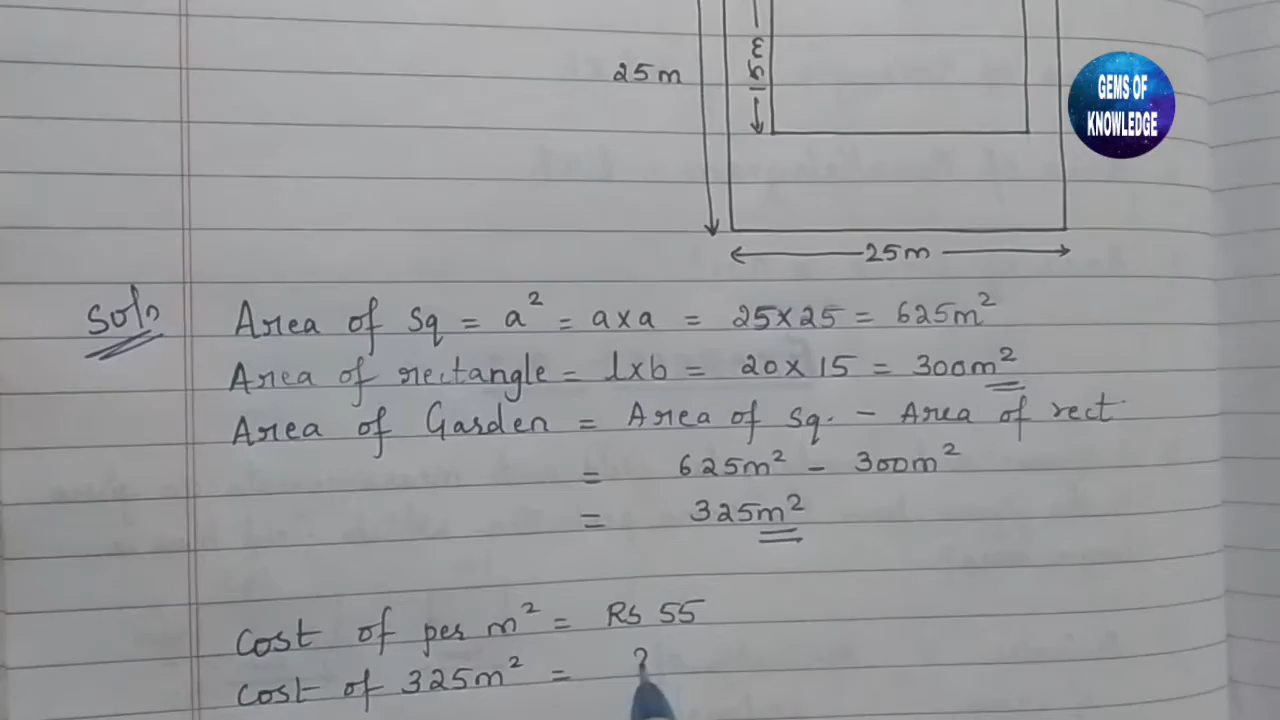 25m
15m
GEMS OF
KNOWLEDGE
25m
Soln
Area of Sq = a² = a×a = 25×25 = 625m²
Area of rectangle = l×b = 20×15 = 300m²
Area of Garden = Area of Sq. - Area of rect
= 625m² - 300m²
= 325m²
Cost of per m² = Rs 55
Cost of 325m² = ?